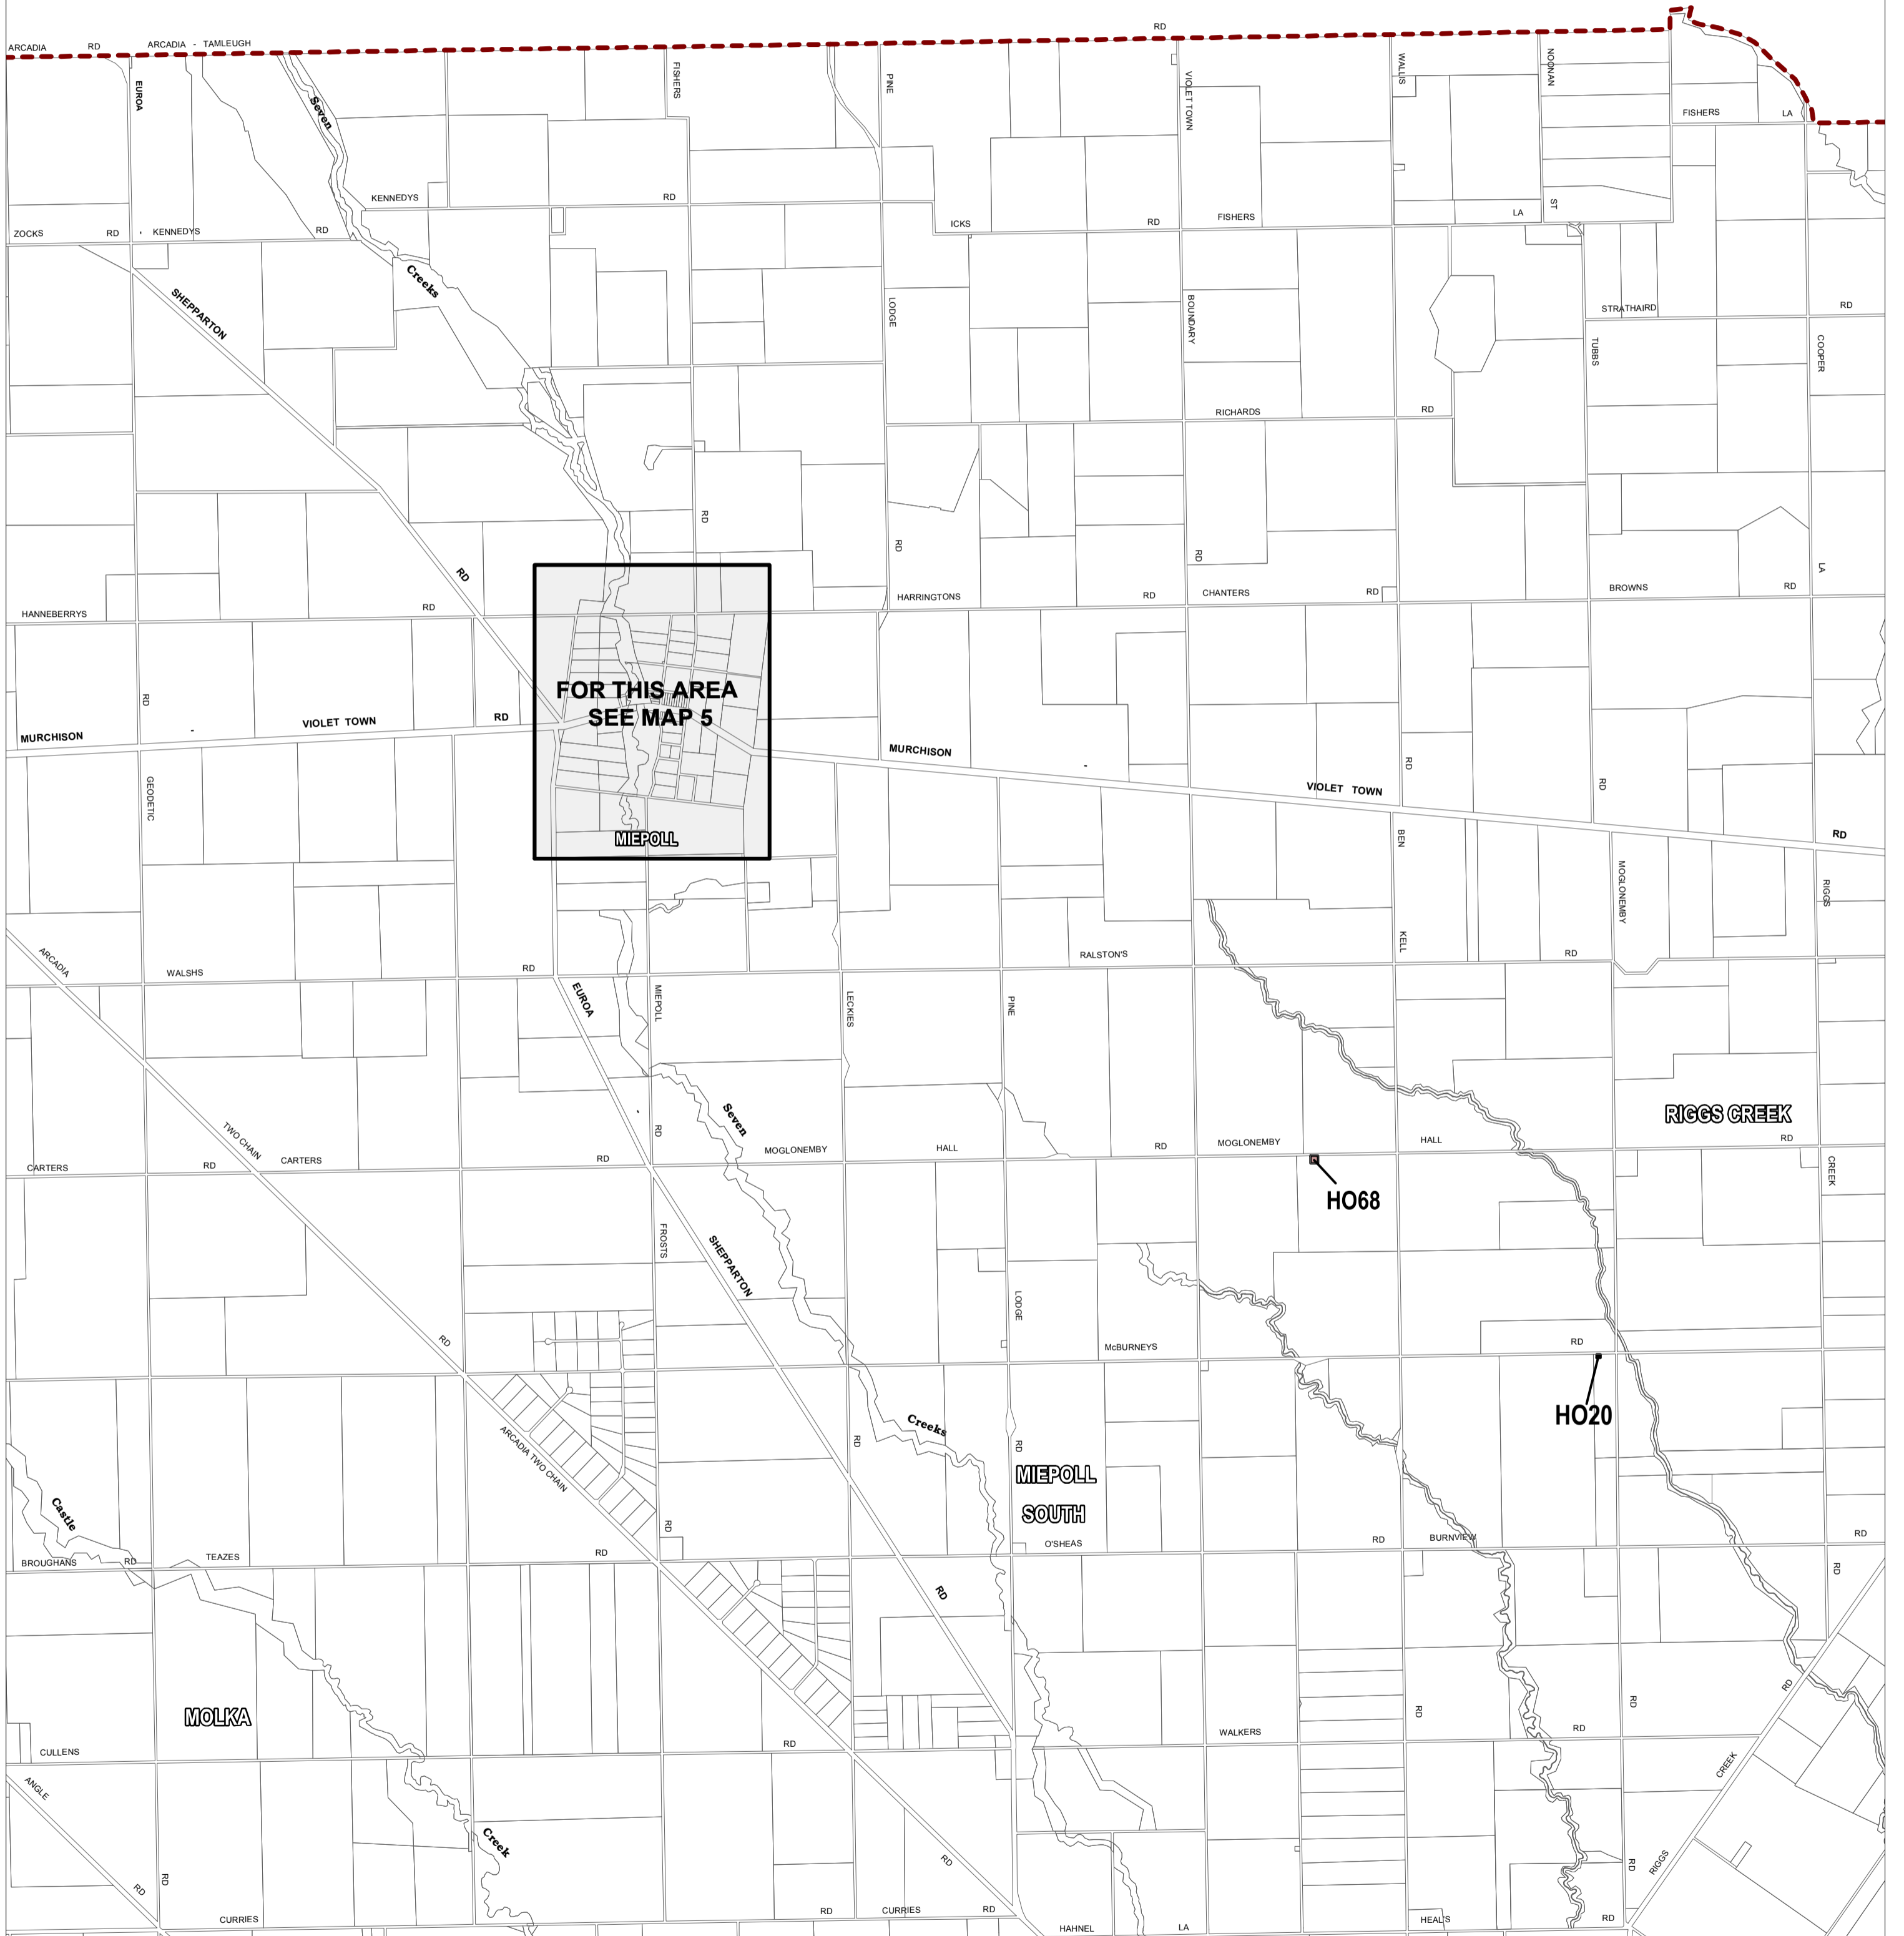 RD
ARCADIA RD ARCADIA - TAMLEUGH
EUROA
Seven
FISHERS
PINE
VIOLET TOWN
WALLIS
NOONAN
FISHERS LA
KENNEDYS RD
ZOCKS RD KENNEDYS RD
ICKS RD
FISHERS LA
ST
Creeks
SHEPPARTON
LODGE
BOUNDARY
STRATHAIRD RD
TUBBS
COOPER
RICHARDS RD
RD
RD
RD
RD
LA
HANNEBERRYS RD
HARRINGTONS RD
CHANTERS RD
BROWNS RD
FOR THIS AREA
SEE MAP 5
RD
MURCHISON VIOLET TOWN RD
MURCHISON
VIOLET TOWN
RD
RD
RD
GEODETIC
MIEPOLL
BEN
MOGLONEMBY
RIGGS
ARCADIA
WALSHS RD
RALSTON'S RD
KELL
EUROA
MIEPOLL
LECKIES
PINE
Seven
RIGGS CREEK
TWO CHAIN
RD
CARTERS RD CARTERS RD
MOGLONEMBY HALL RD
MOGLONEMBY HALL RD
CREEK
HO68
FROSTS
SHEPPARTON
LODGE
RD
McBURNEYS RD
HO20
ARCADIA TWO CHAIN
Creeks
RD
RD
MIEPOLL
SOUTH
Castle
RD
BROUGHANS RD TEAZES RD
O'SHEAS RD
BURNVIEW RD
RD
RD
MOLKA
RD
RD
RD
CULLENS RD
WALKERS RD
CREEK
ANGLE
Creek
RD
RD
RD
RD
RIGGS
CURRIES RD
CURRIES RD
HAHNEL LA
HEAL'S RD